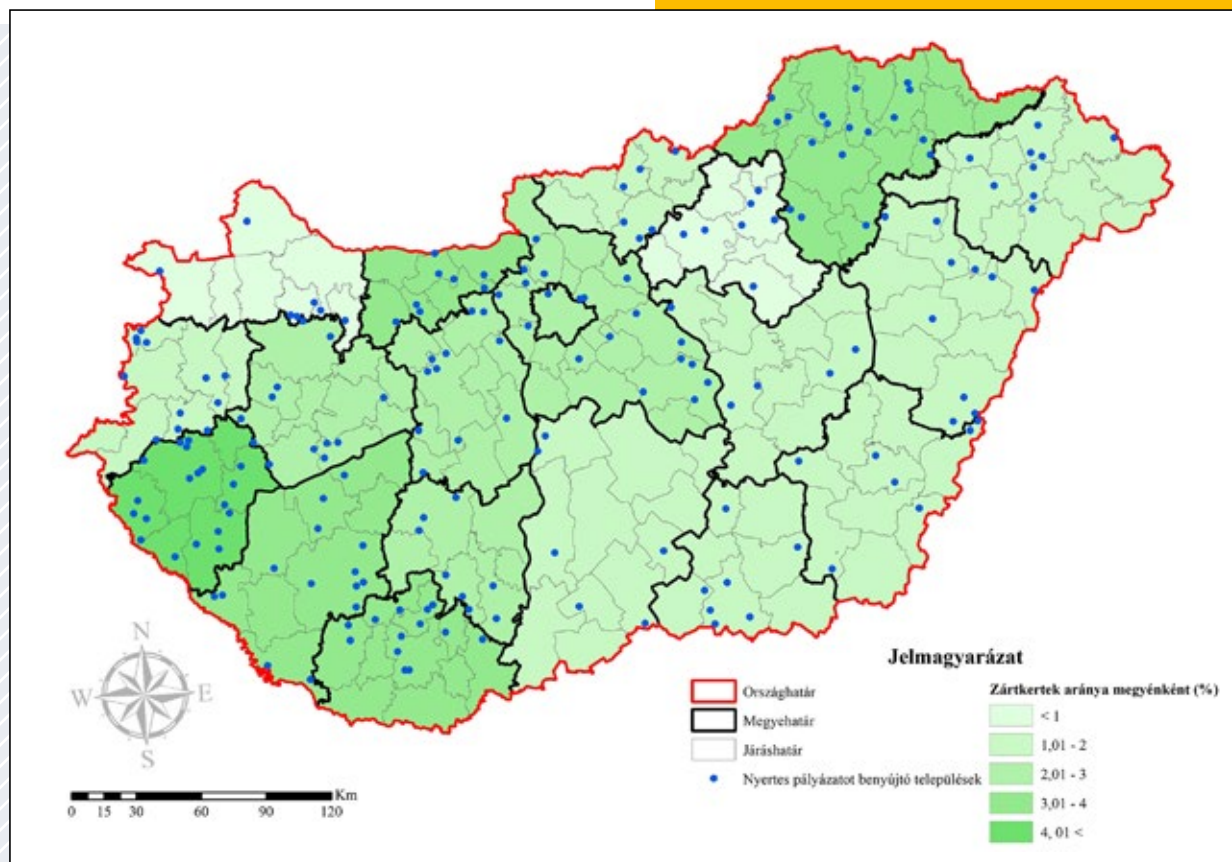 N
W E
S
Km
0 15 30 60 90 120
Jelmagyarázat
Országhatár
Megyehatár
Járáshatár
Nyertes pályázatot benyújtó települések
Zártkertek aránya megyénként (%)
< 1
1,01 - 2
2,01 - 3
3,01 - 4
4, 01 <